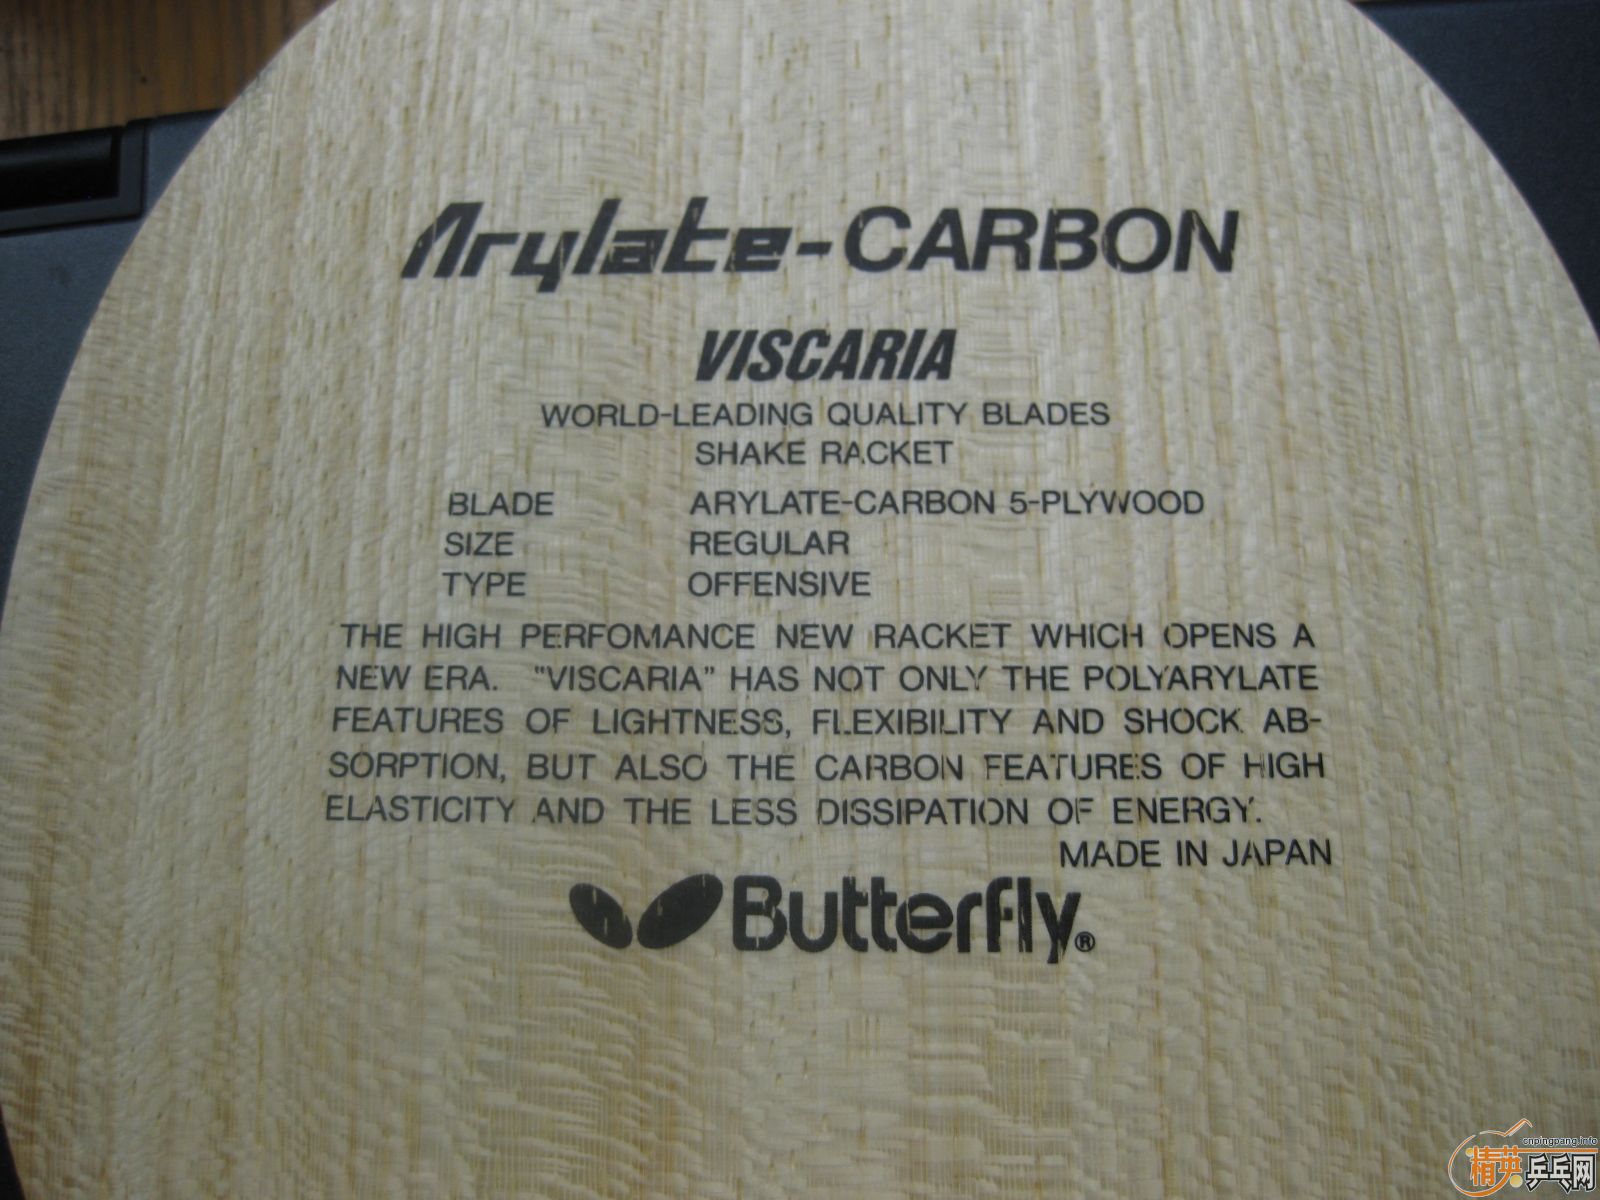 Arylate-CARBON
VISCARIA
WORLD-LEADING QUALITY BLADES
SHAKE RACKET
BLADE ARYLATE-CARBON 5-PLYWOOD
SIZE REGULAR
TYPE OFFENSIVE
THE HIGH PERFOMANCE NEW RACKET WHICH OPENS A
NEW ERA. "VISCARIA" HAS NOT ONLY THE POLYARYLATE
FEATURES OF LIGHTNESS, FLEXIBILITY AND SHOCK AB-
SORPTION, BUT ALSO THE CARBON FEATURES OF HIGH
ELASTICITY AND THE LESS DISSIPATION OF ENERGY.
MADE IN JAPAN
Butterfly®
cnpingpang.info
精英乒乓网